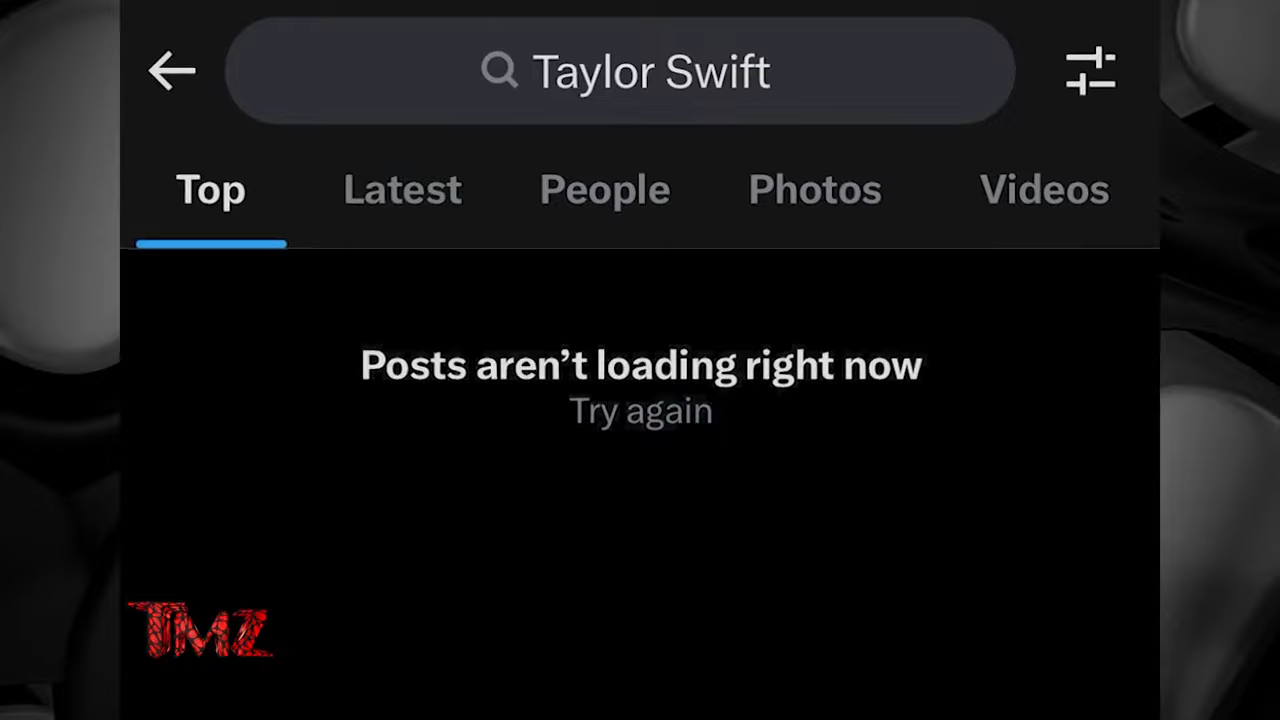 Taylor Swift
Top Latest People Photos Videos
Posts aren’t loading right now
Try again
TMZ